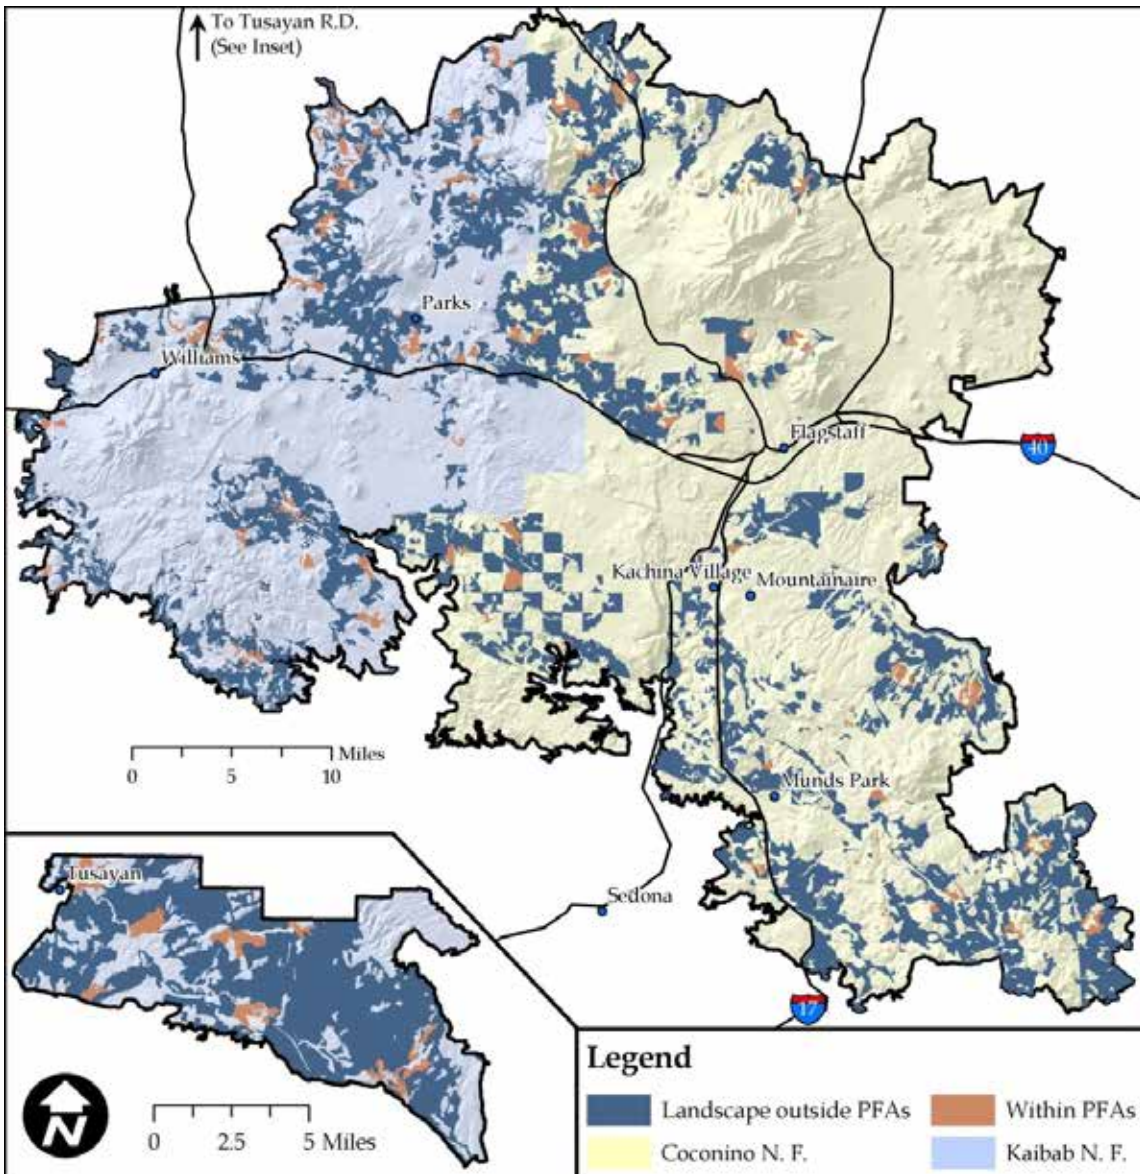 To Tusayan R.D.
(See Inset)
Parks
Williams
Flagstaff
40
Kachina Village
Mountainaire
Miles
0 5 10
Munds Park
Tusayan
Sedona
17
N
0 2.5 5 Miles
Legend
Landscape outside PFAs
Within PFAs
Coconino N. F.
Kaibab N. F.